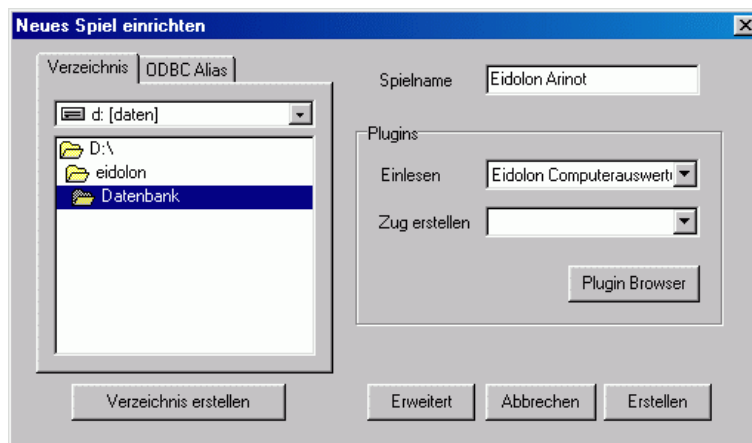 Neues Spiel einrichten
Verzeichnis
ODBC Alias
d: [daten]
D:\
eidolon
Datenbank
Verzeichnis erstellen
Spielname
Eidolon Arinot
Plugins
Einlesen
Eidolon Computerauswert
Zug erstellen
Plugin Browser
Erweitert
Abbrechen
Erstellen